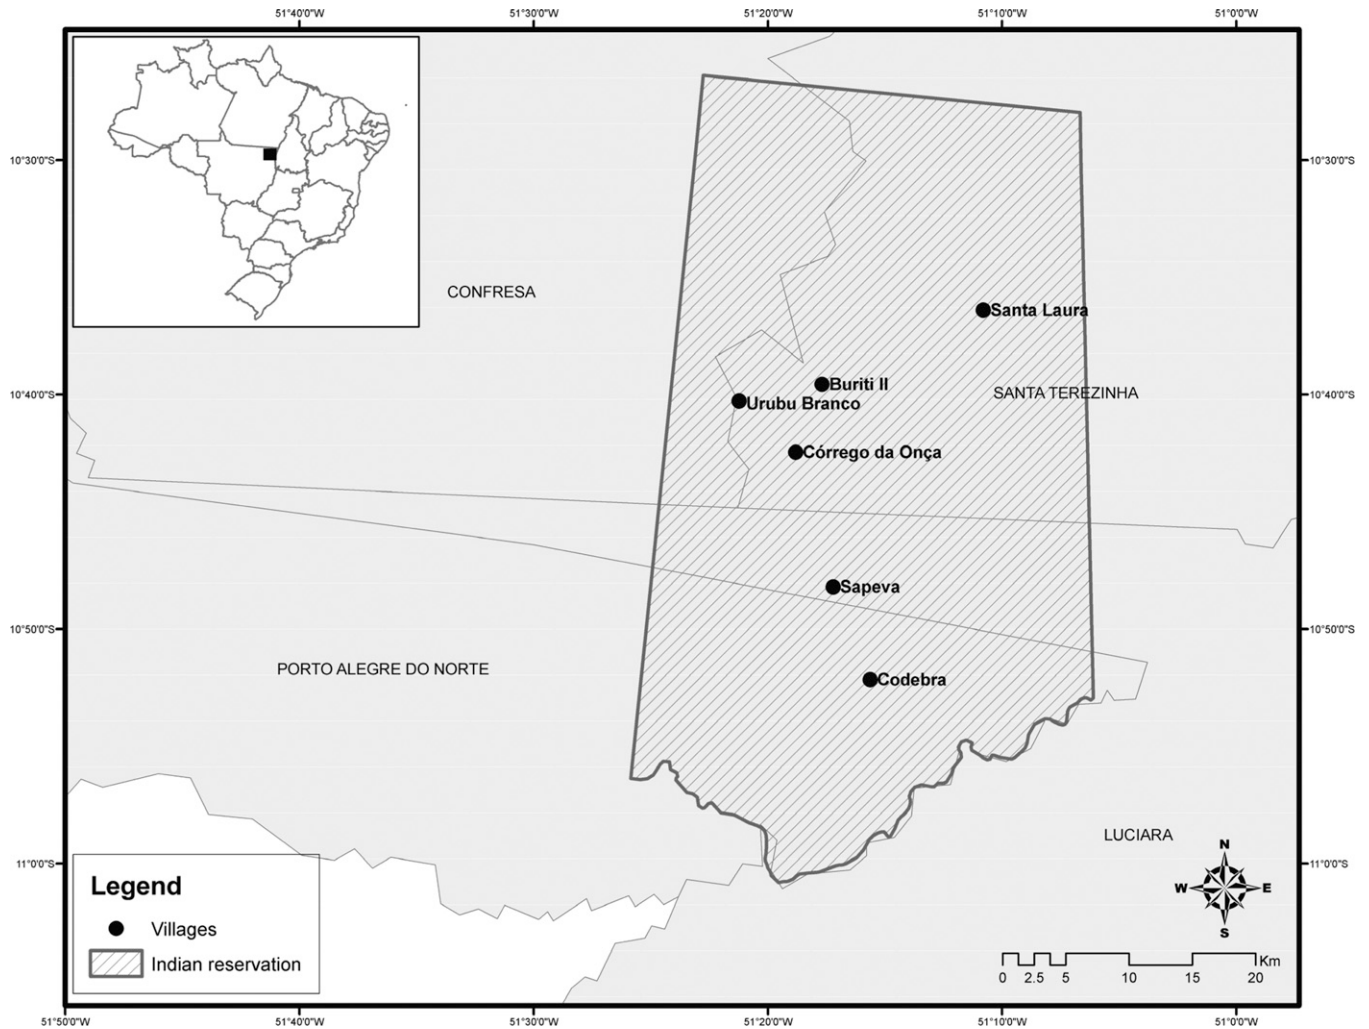 51°40'0"W
51°30'0"W
51°20'0"W
51°10'0"W
51°0'0"W
10°30'0"S
10°30'0"S
CONFRESA
Santa Laura
10°40'0"S
Buriti II
SANTA TEREZINHA
10°40'0"S
Urubu Branco
Córrego da Onça
Sapeva
10°50'0"S
10°50'0"S
PORTO ALEGRE DO NORTE
Codebra
LUCIARA
11°0'0"S
11°0'0"S
N
W
E
S
Legend
Villages
Indian reservation
Km
0 2.5 5 10 15 20
51°50'0"W
51°40'0"W
51°30'0"W
51°20'0"W
51°10'0"W
51°0'0"W